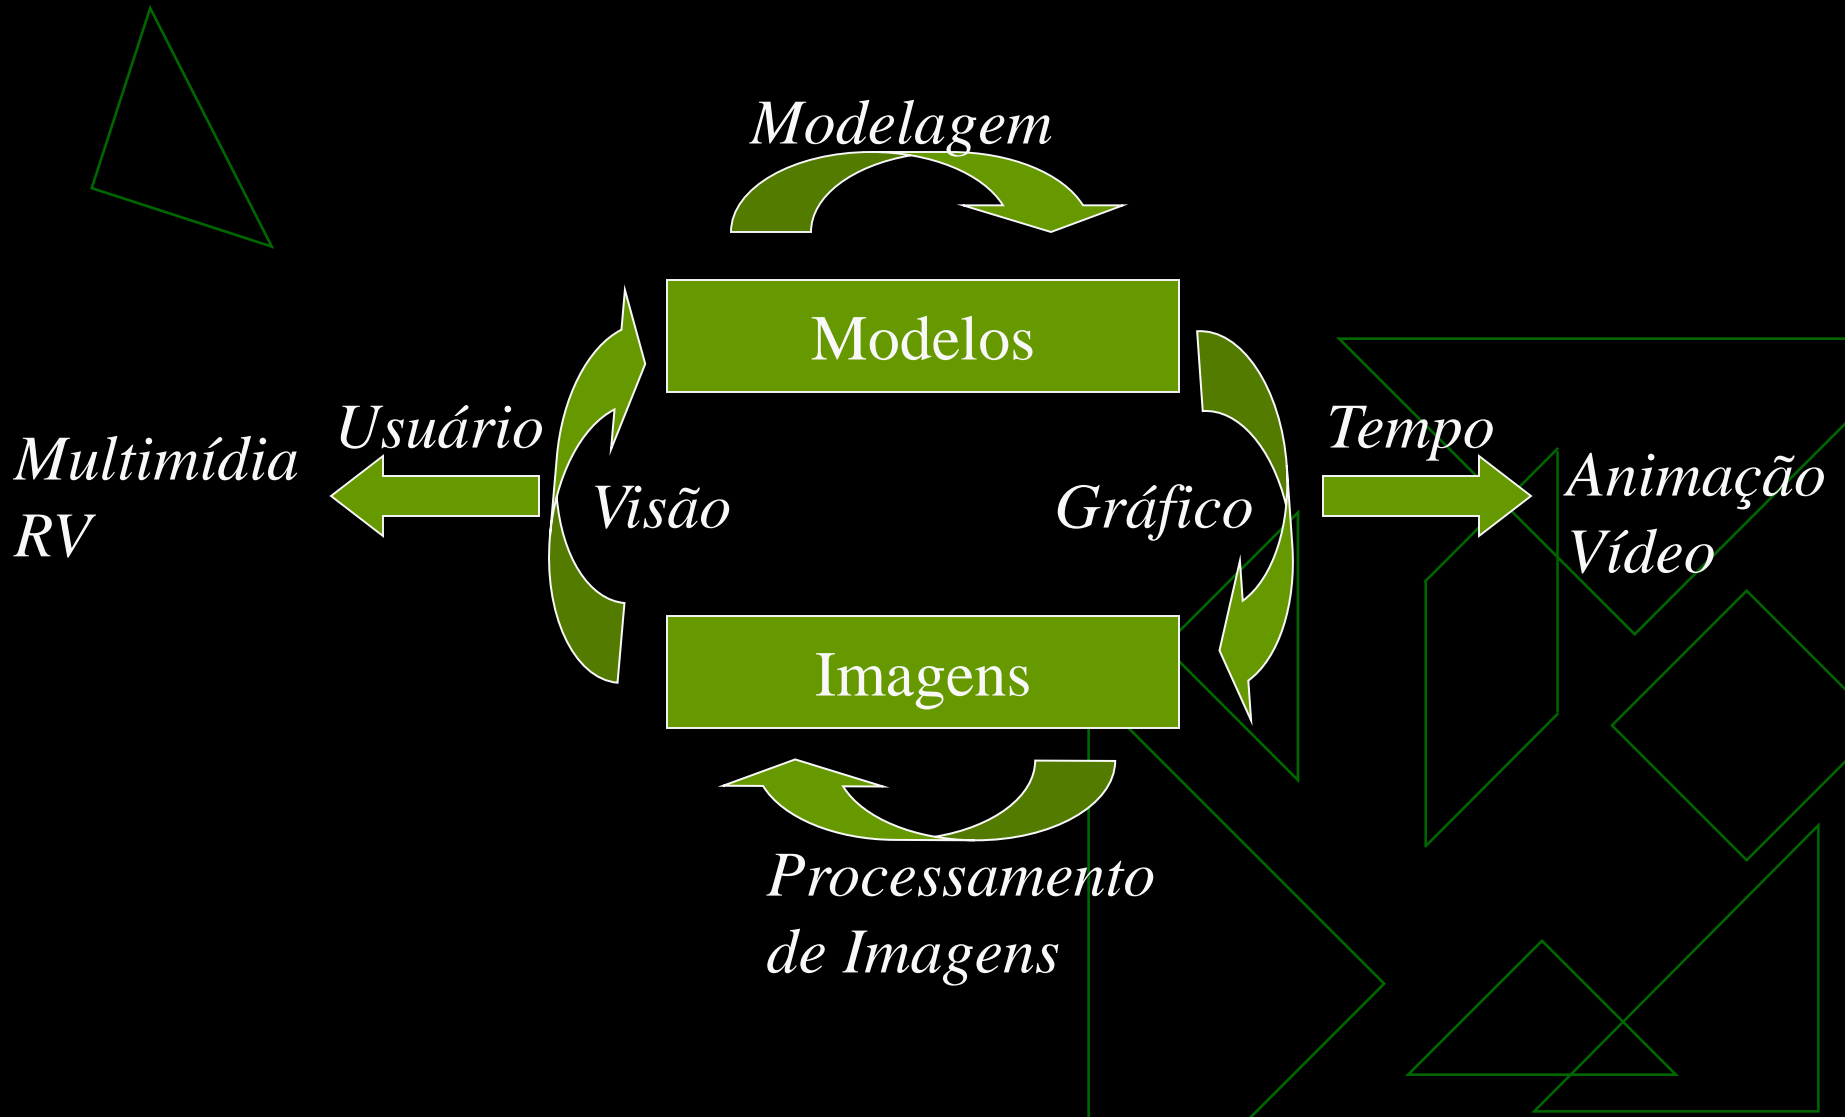 Modelagem
Modelos
Usuário
Multimídia
RV
Visão
Gráfico
Tempo
Animação
Vídeo
Imagens
Processamento
de Imagens